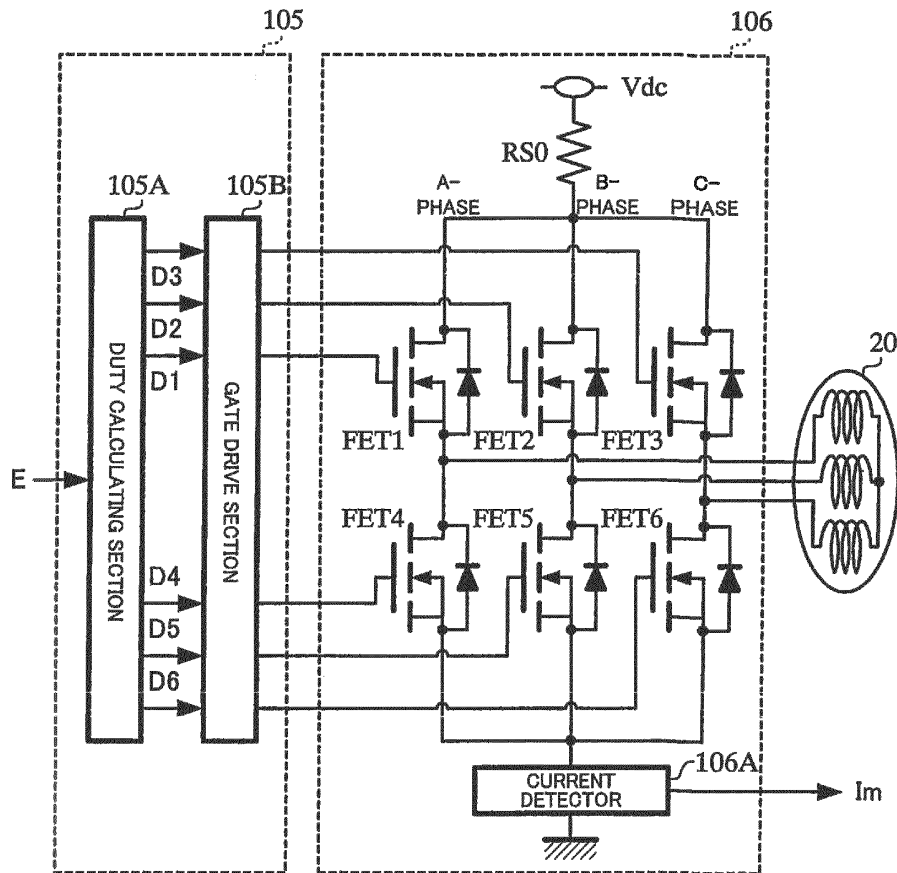 105
106
Vdc
RS0
105A
105B
A-
PHASE
B-
PHASE
C-
PHASE
D3
D2
D1
DUTY CALCULATING SECTION
GATE DRIVE SECTION
20
FET1
FET2
FET3
E
FET4
FET5
FET6
D4
D5
D6
106A
CURRENT
DETECTOR
Im